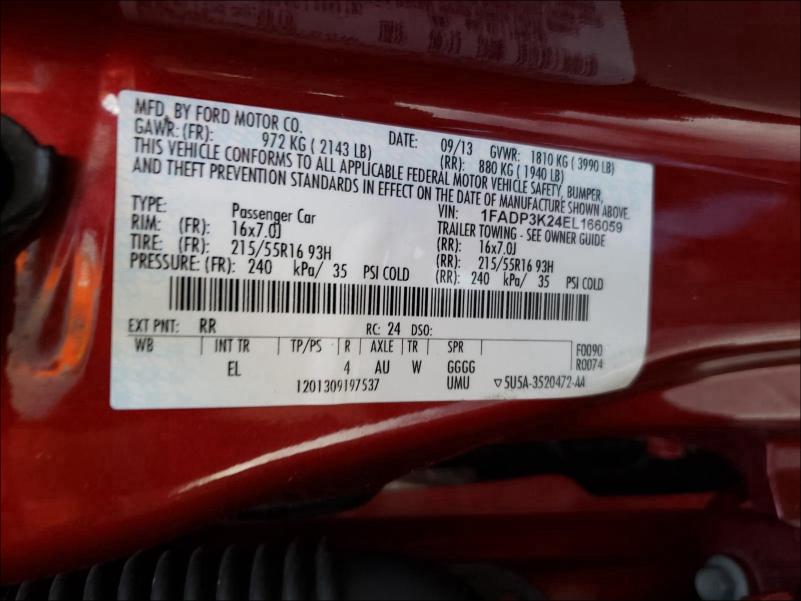 MFD. BY FORD MOTOR CO. DATE: 09/13 GVWR: 1810 KG ( 3990 LB)
GAWR: (FR): 972 KG ( 2143 LB) (RR): 880 KG ( 1940 LB)
THIS VEHICLE CONFORMS TO ALL APPLICABLE FEDERAL MOTOR VEHICLE SAFETY, BUMPER,
AND THEFT PREVENTION STANDARDS IN EFFECT ON THE DATE OF MANUFACTURE SHOWN ABOVE.
TYPE: Passenger Car VIN: 1FADP3K24EL166059
TRAILER TOWING - SEE OWNER GUIDE
RIM: (FR): 16x7.0J (RR): 16x7.0J
TIRE: (FR): 215/55R16 93H (RR): 215/55R16 93H
PRESSURE: (FR): 240 kPa/ 35 PSI COLD (RR): 240 kPa/ 35 PSI COLD
EXT PNT: RR RC: 24 DSO: F0090
WB INT TR TP/PS R AXLE TR SPR R0074
EL 4 AU W GGGG
1201309197537 UMU ▽5U5A-3520472-AA